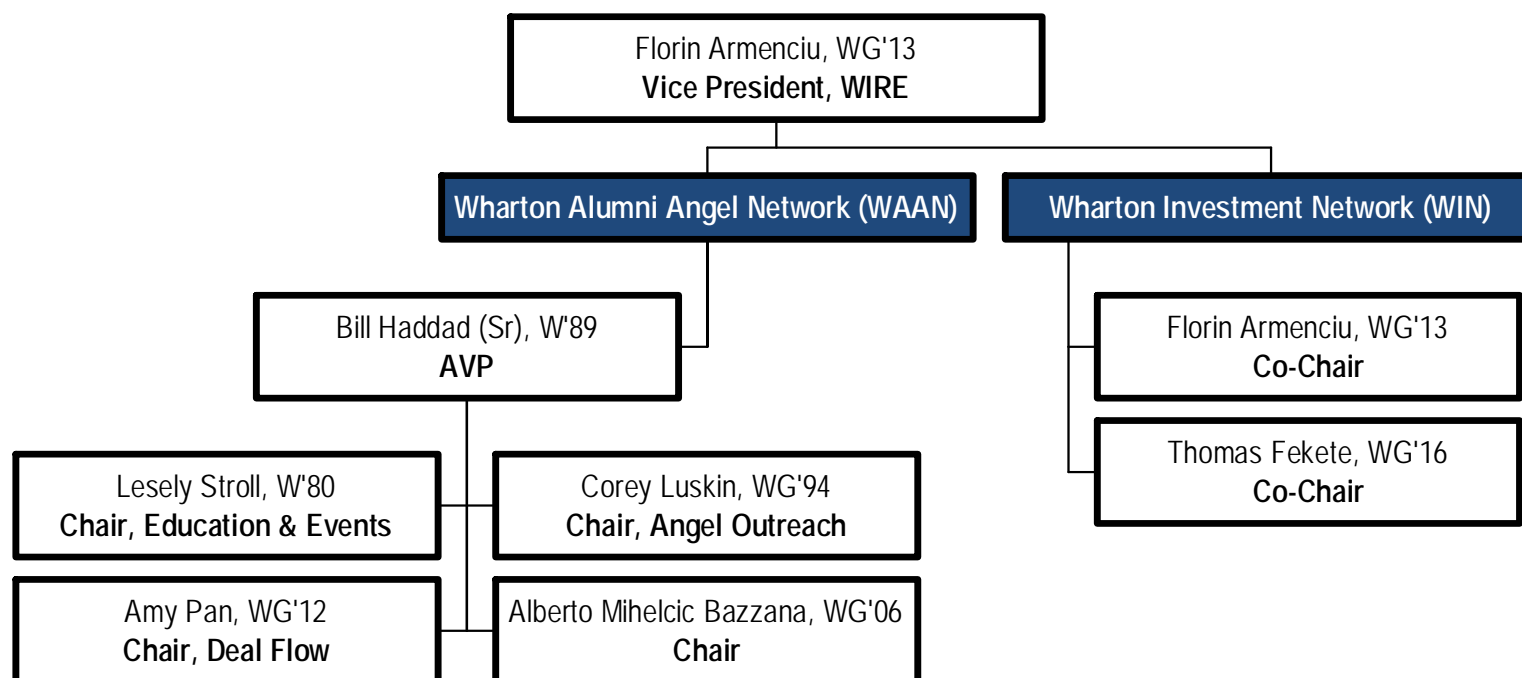 Florin Armenciu, WG'13
Vice President, WIRE
Wharton Alumni Angel Network (WAAN)
Wharton Investment Network (WIN)
Bill Haddad (Sr), W'89
AVP
Florin Armenciu, WG'13
Co-Chair
Thomas Fekete, WG'16
Co-Chair
Lesely Stroll, W'80
Chair, Education & Events
Corey Luskin, WG'94
Chair, Angel Outreach
Amy Pan, WG'12
Chair, Deal Flow
Alberto Mihelcic Bazzana, WG'06
Chair